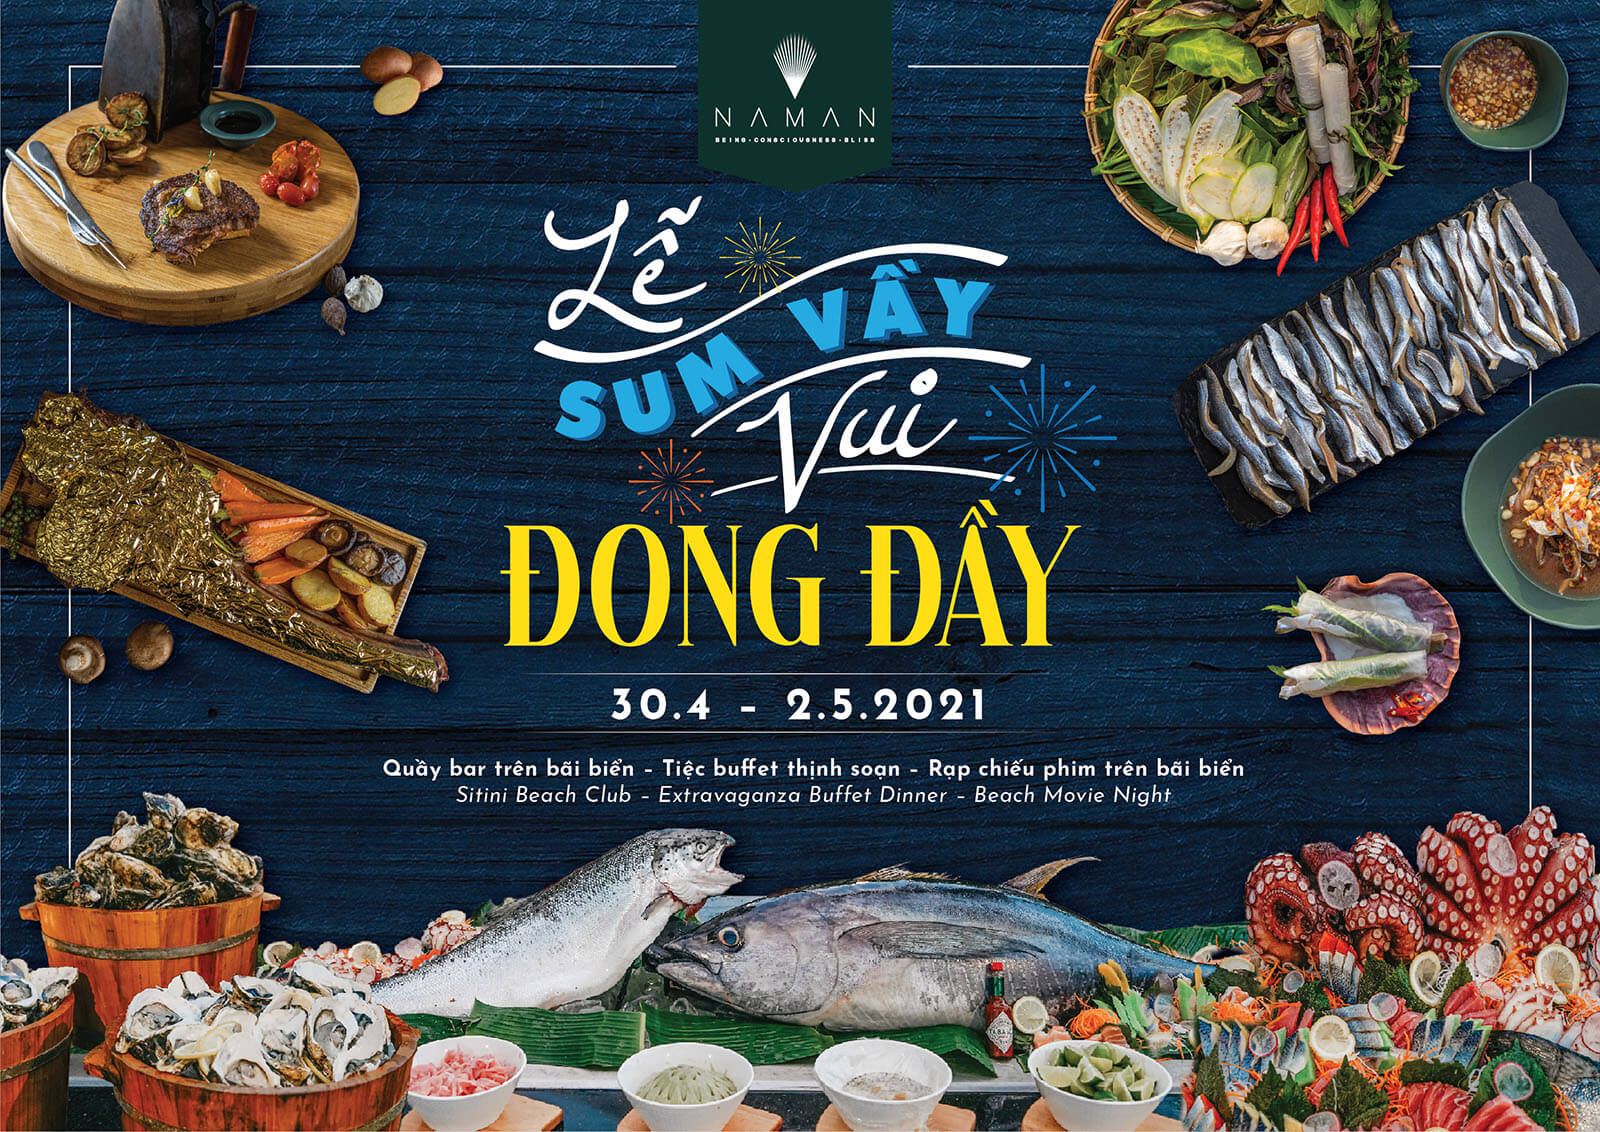 NAMAN
BEING • CONSCIOUSNESS • BLISS
Lễ
SUM VẦY
Vui
ĐONG ĐẦY
30.4 – 2.5.2021
Quầy bar trên bãi biển – Tiệc buffet thịnh soạn – Rạp chiếu phim trên bãi biển
Sitini Beach Club – Extravaganza Buffet Dinner – Beach Movie Night
TABASCO